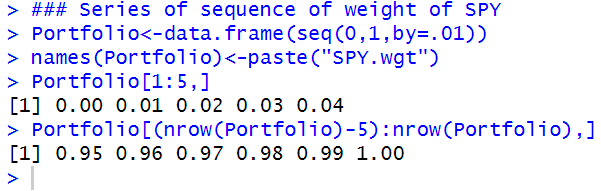 > ### Series of sequence of weight of SPY
> Portfolio<-data.frame(seq(0,1,by=.01))
> names(Portfolio)<-paste("SPY.wgt")
> Portfolio[1:5,]
[1] 0.00 0.01 0.02 0.03 0.04
> Portfolio[(nrow(Portfolio)-5):nrow(Portfolio),]
[1] 0.95 0.96 0.97 0.98 0.99 1.00
>